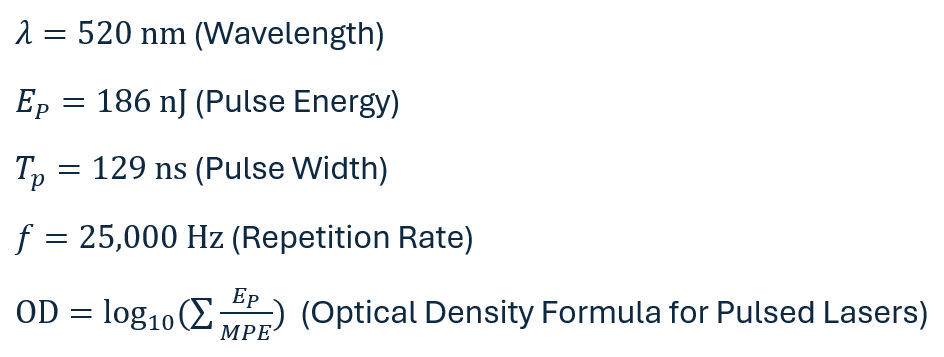 λ = 520 nm (Wavelength)
E_P = 186 nJ (Pulse Energy)
T_p = 129 ns (Pulse Width)
f = 25,000 Hz (Repetition Rate)
OD = log₁₀(∑ E_P/MPE) (Optical Density Formula for Pulsed Lasers)